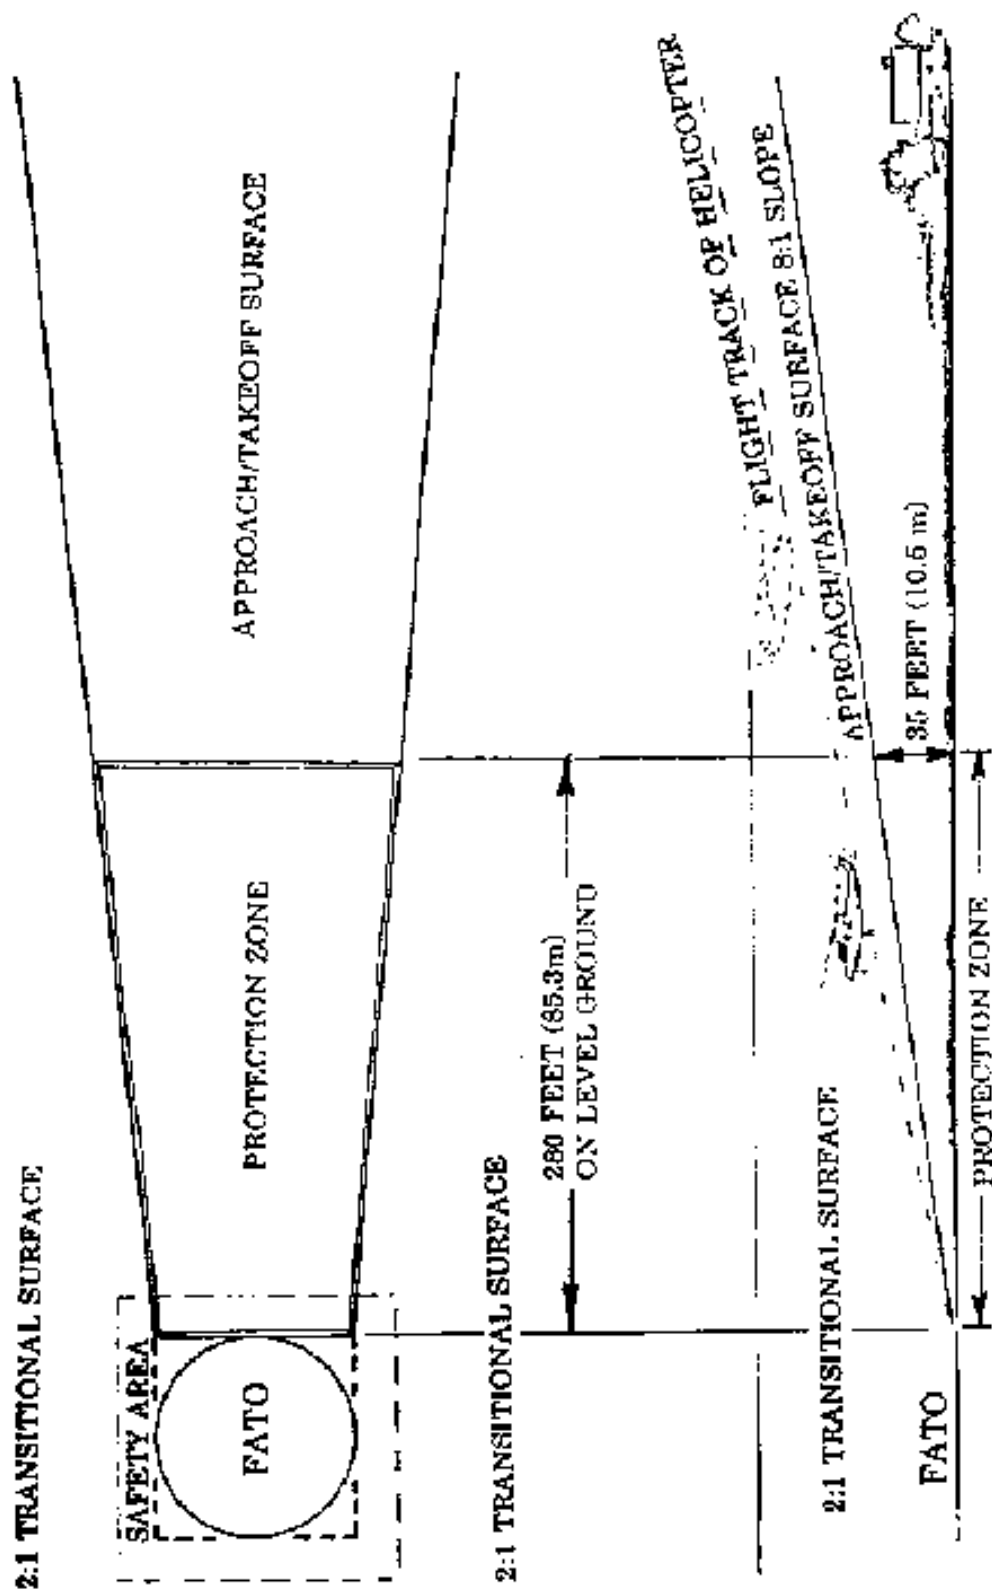 2:1 TRANSITIONAL SURFACE
SAFETY AREA
FATO
PROTECTION ZONE
APPROACH/TAKEOFF SURFACE
2:1 TRANSITIONAL SURFACE
280 FEET (85.3m)
ON LEVEL GROUND
2:1 TRANSITIONAL SURFACE
FLIGHT TRACK OF HELICOPTER
APPROACH/TAKEOFF SURFACE 8:1 SLOPE
35 FEET (10.6 m)
FATO
PROTECTION ZONE